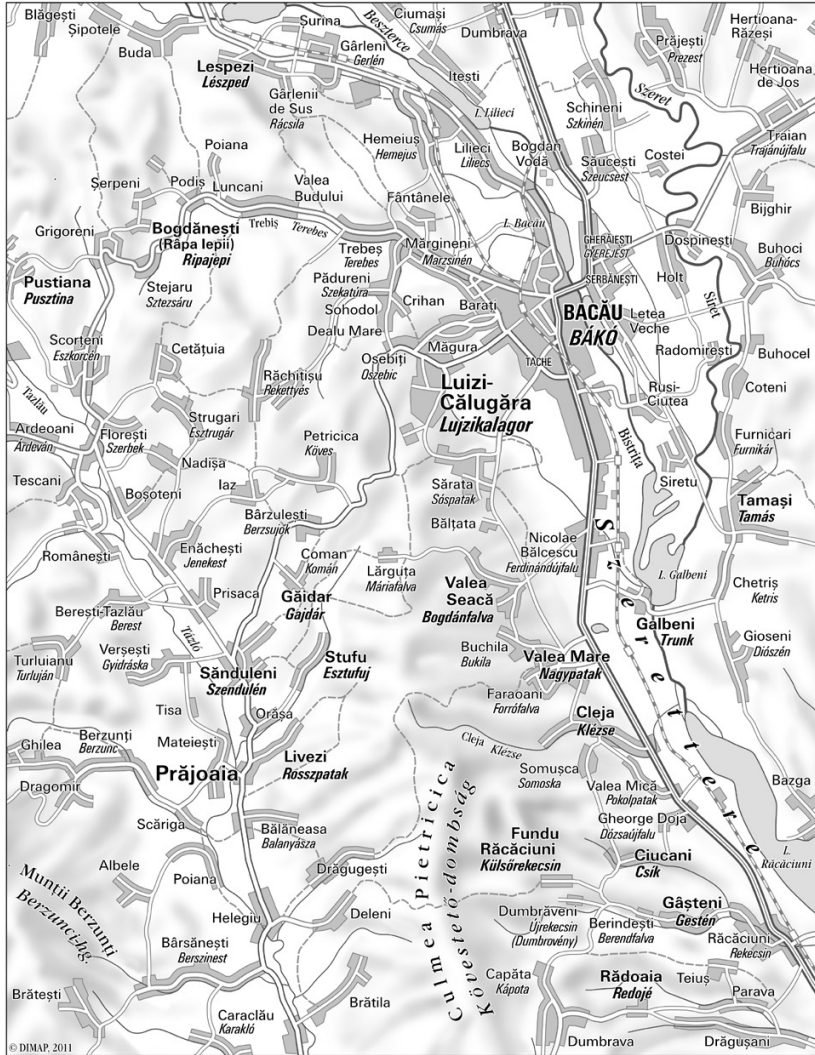 Blăgești
Șipotele
Buda
Surina
Gârleni
Gerlén
Beszterce
Ciumași
Csumás
Dumbrava
Itești
Prăjești
Prezest
Hertioana-
Răzeși
Hertioana
de Jos
Lespezi
Lészped
Gârlenii
de Sus
Rácsila
L. Lilieci
Schineni
Szkinén
Szeret
Traian
Trajánújfalu
Poiana
Hemeiuș
Hemejus
Lilieci
Liliecs
Bogdan
Vodă
Săucești
Szeucsest
Costei
Șerpeni
Podiș
Luncani
Valea
Budului
Fântânele
Bijghir
Grigoreni
Bogdănești
(Râpa Iepii)
Ripajepi
Trebiș
Terebes
Trebeș
Terebes
Mărgineni
Marzsinén
L. Bacău
GHERĂIEȘTI
GYEREJEST
Dospinești
Buhoci
Buhócs
Pustiana
Pusztina
Stejaru
Sztezsáru
Pădureni
Szekatúra
Sohodol
Dealu Mare
Crihan
Barați
ȘERBĂNEȘTI
Holt
Siret
BACĂU
BÁKÓ
Letea
Veche
Radomirești
Scorțeni
Eszkorcén
Cetățuia
Osebiți
Oszebic
Măgura
TACHE
Buhocel
Tazlău
Răchitișu
Rekettyés
Luizi-
Călugăra
Lujzikalagor
Rusi-
Ciutea
Coteni
Ardeoani
Árdeván
Florești
Szerbek
Strugari
Esztrugár
Petricica
Köves
Bistrița
Furnicari
Furnikár
Tescani
Nadișa
Iaz
Boșoteni
Sărata
Sóspatak
Siretu
Tamași
Tamás
Bârzulești
Berzsujok
Bălțata
Nicolae
Bălcescu
Ferdinándújfalu
Românești
Enăchești
Jenekest
Coman
Komán
Lărguța
Máriafalva
L. Galbeni
Chetriș
Ketris
Prisaca
Găidar
Gajdár
Valea
Seacă
Bogdánfalva
Galbeni
Trunk
Berești-Tazlău
Berest
Tázló
Gioseni
Diószén
Turluianu
Turluján
Verșești
Gyidráska
Sănduleni
Szendulén
Stufu
Esztufuj
Buchila
Bukila
Valea Mare
Nagypatak
Faraoani
Forrófalva
Szerettere
Tisa
Orășa
Cleja
Klézse
Ghilea
Berzunți
Berzunc
Mateiești
Livezi
Rosszpatak
Cleja Klézse
Somușca
Somoska
Prăjoaia
Dragomir
Valea Mică
Pokolpatak
Bazga
Scăriga
Bălăneasa
Balanyásza
Gheorge Doja
Dózsaújfalu
Fundu
Răcăciuni
Külsőrekecsin
L.
Răcăciuni
Albele
Poiana
Drăgugești
Ciucani
Csík
Munții Berzunți
Berzunci-hg.
Culmea Pietricica
Kövestető-dombság
Helegiu
Deleni
Dumbrăveni
Újrekecsin
(Dumbrovény)
Berindești
Berendfalva
Gâșteni
Gestén
Răcăciuni
Rekecsin
Bârsănești
Berszinest
Capăta
Kápota
Rădoaia
Redojé
Teiuș
Parava
Brătești
Caraclău
Karakló
Brătila
Dumbrava
Drăgușani
© DIMAP, 2011